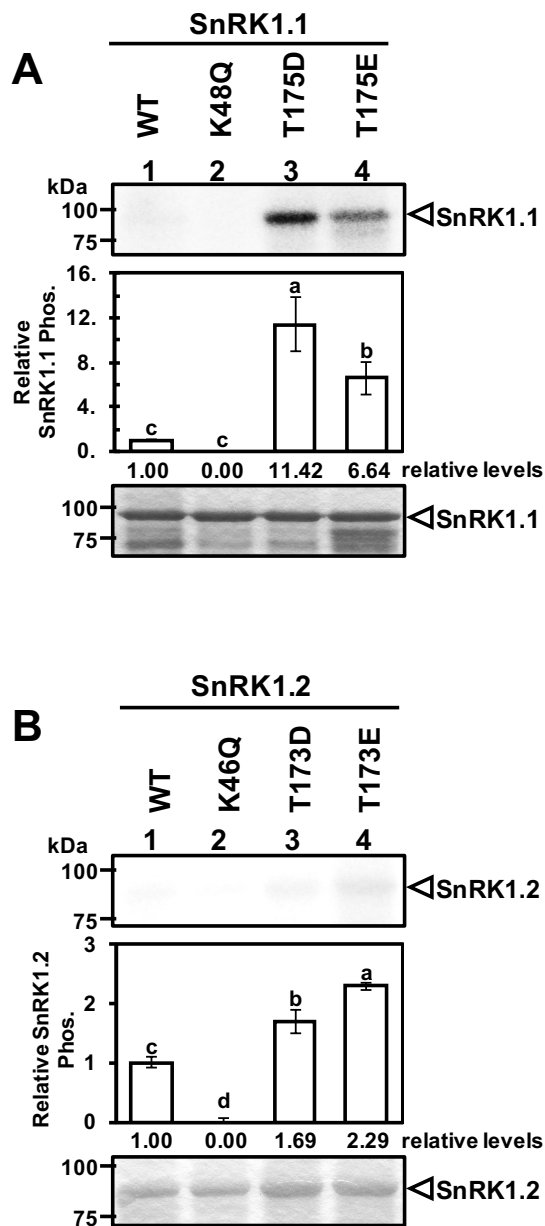 SnRK1.1
A
WT K48Q T175D T175E
1 2 3 4
kDa
100
SnRK1.1
75
Relative
SnRK1.1 Phos.
16.
12.
8.
4.
0.
c c a b
1.00 0.00 11.42 6.64 relative levels
100
SnRK1.1
75
SnRK1.2
B
WT K46Q T173D T173E
1 2 3 4
kDa
100
SnRK1.2
75
Relative SnRK1.2
Phos.
3
2
1
0
c d b a
1.00 0.00 1.69 2.29 relative levels
100
SnRK1.2
75